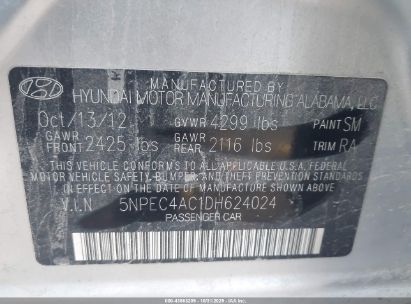 MANUFACTURED BY
HYUNDAI MOTOR MANUFACTURING ALABAMA, LLC
Oct/13/12 GVWR 4299 lbs PAINT SM
GAWR FRONT 2425 lbs GAWR REAR 2116 lbs TRIM RA
THIS VEHICLE CONFORMS TO ALL APPLICABLE U.S. FEDERAL
MOTOR VEHICLE SAFETY, BUMPER, AND THEFT PREVENTION STANDARDS
IN EFFECT ON THE DATE OF MANUFACTURE SHOWN ABOVE.
V.I.N 5NPEC4AC1DH624024
PASSENGER CAR